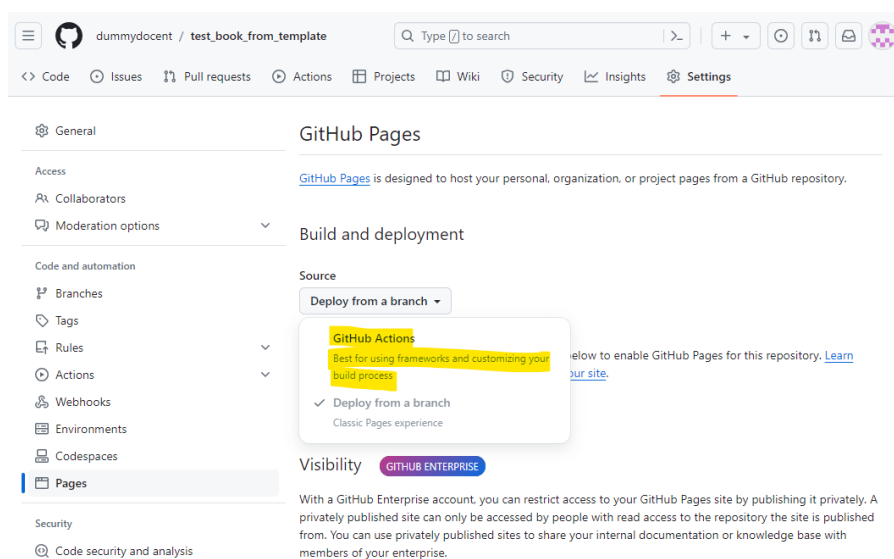 dummydocent / test_book_from_template
Type / to search
Code Issues Pull requests Actions Projects Wiki Security Insights Settings
General
Access
Collaborators
Moderation options
Code and automation
Branches
Tags
Rules
Actions
Webhooks
Environments
Codespaces
Pages
Security
Code security and analysis
GitHub Pages
GitHub Pages is designed to host your personal, organization, or project pages from a GitHub repository.
Build and deployment
Source
Deploy from a branch
GitHub Actions
Best for using frameworks and customizing your
build process
Deploy from a branch
Classic Pages experience
below to enable GitHub Pages for this repository. Learn
our site.
Visibility GITHUB ENTERPRISE
With a GitHub Enterprise account, you can restrict access to your GitHub Pages site by publishing it privately. A
privately published site can only be accessed by people with read access to the repository the site is published
from. You can use privately published sites to share your internal documentation or knowledge base with
members of your enterprise.